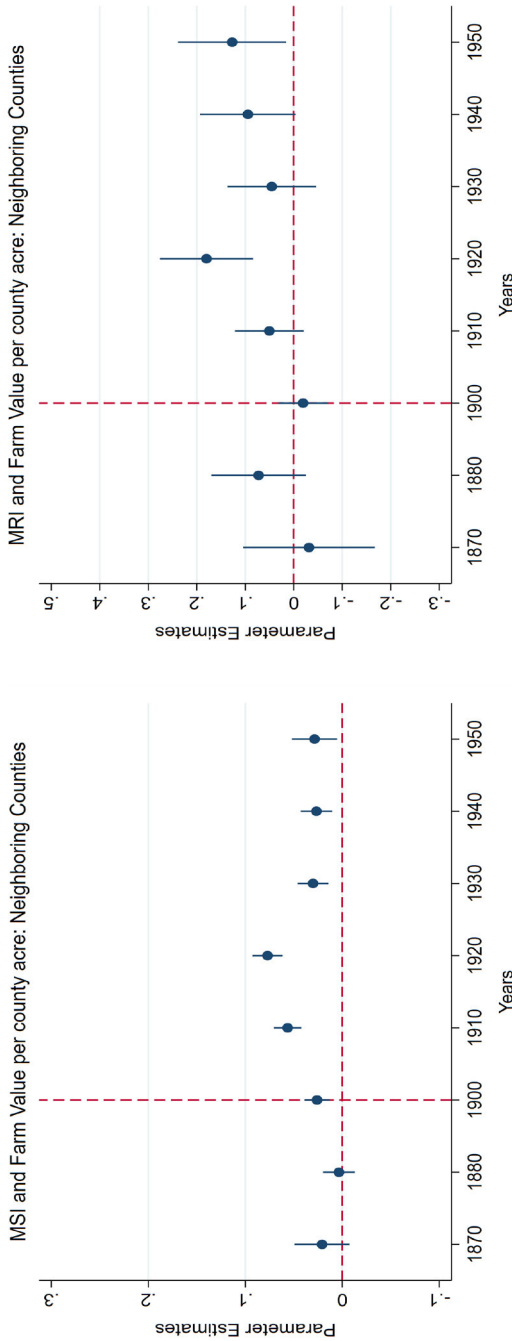 MSI and Farm Value per county acre: Neighboring Counties
Parameter Estimates
.3
.2
.1
0
-.1
1870 1880 1900 1910 1920 1930 1940 1950
Years
MRI and Farm Value per county acre: Neighboring Counties
Parameter Estimates
.5
.4
.3
.2
.1
0
-.1
-.2
-.3
1870 1880 1900 1910 1920 1930 1940 1950
Years